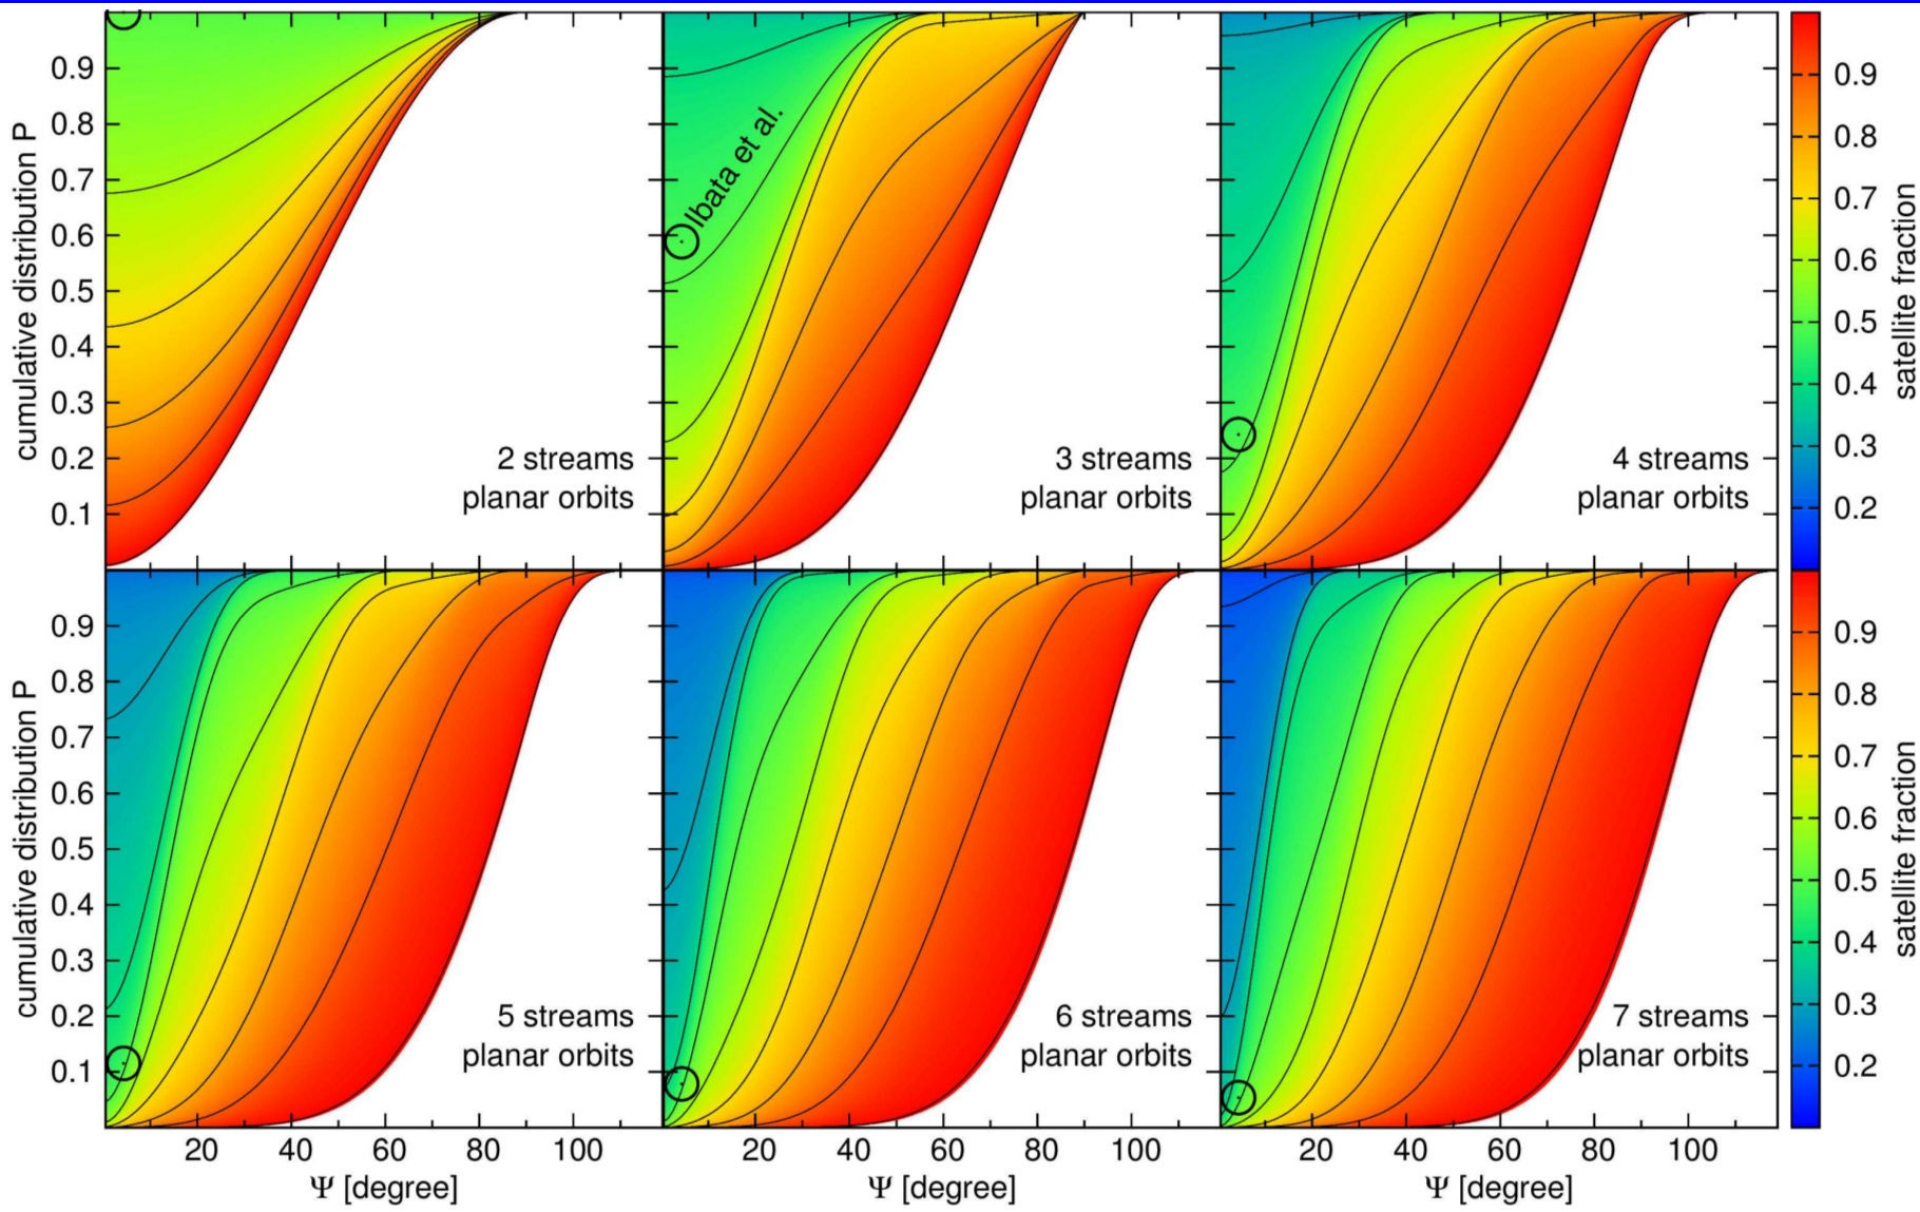 cumulative distribution P
0.9
0.8
0.7
0.6
0.5
0.4
0.3
0.2
0.1
2 streams
planar orbits
Ibata et al.
3 streams
planar orbits
4 streams
planar orbits
0.9
0.8
0.7
0.6
0.5
0.4
0.3
0.2
satellite fraction
cumulative distribution P
0.9
0.8
0.7
0.6
0.5
0.4
0.3
0.2
0.1
5 streams
planar orbits
6 streams
planar orbits
7 streams
planar orbits
0.9
0.8
0.7
0.6
0.5
0.4
0.3
0.2
satellite fraction
20 40 60 80 100 20 40 60 80 100 20 40 60 80 100
Ψ [degree] Ψ [degree] Ψ [degree]